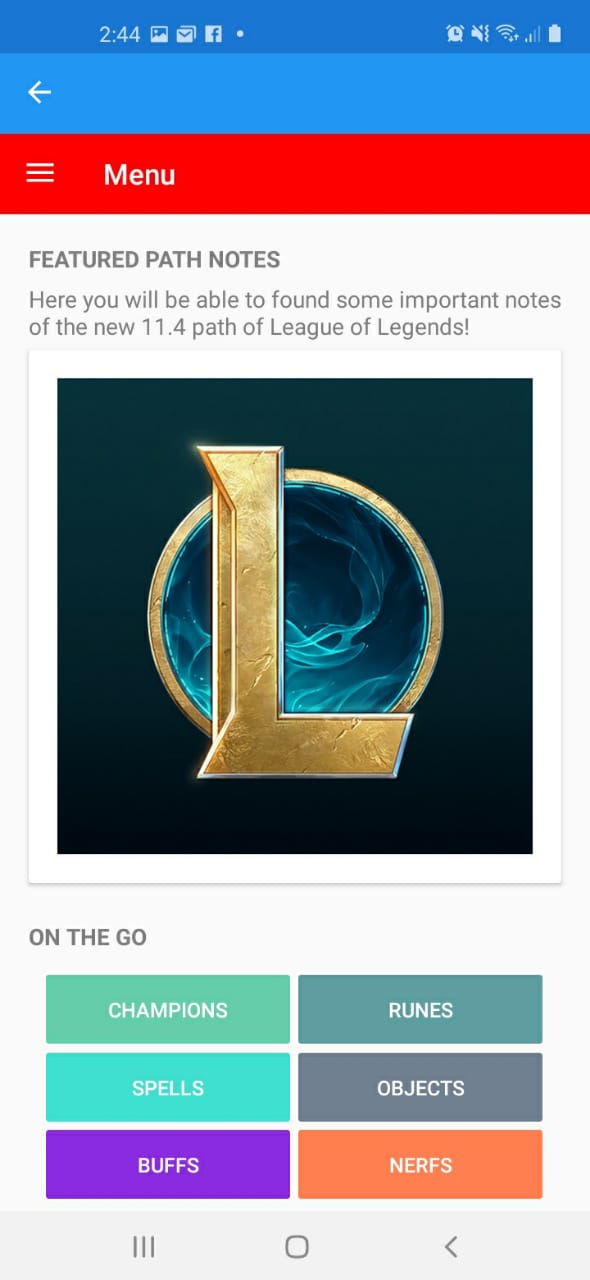 2:44
Menu
FEATURED PATH NOTES
Here you will be able to found some important notes
of the new 11.4 path of League of Legends!
L
ON THE GO
CHAMPIONS
RUNES
SPELLS
OBJECTS
BUFFS
NERFS